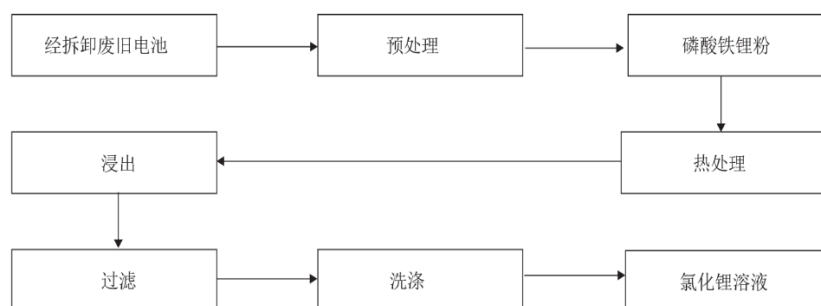 经拆卸废旧电池
预处理
磷酸铁锂粉
热处理
浸出
过滤
洗涤
氯化锂溶液